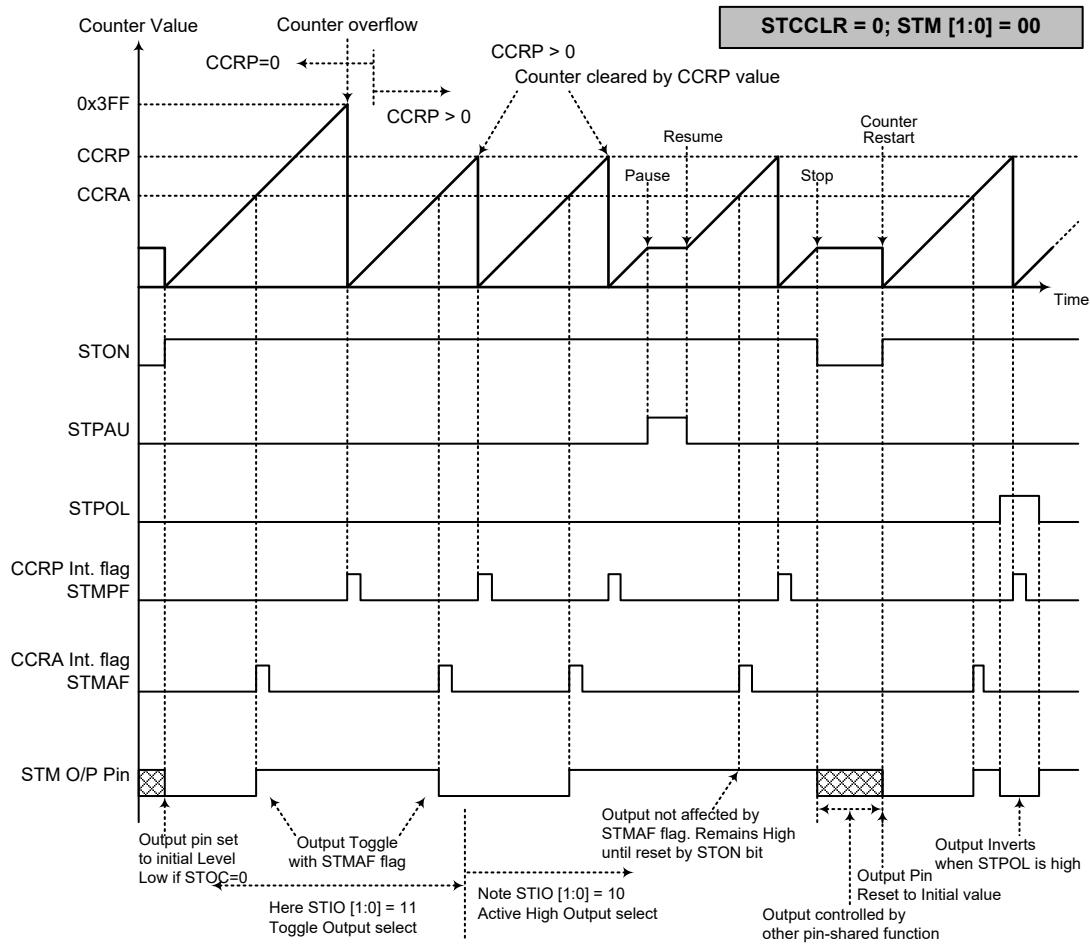 STCCLR = 0; STM [1:0] = 00
Counter Value
Counter overflow
CCRP=0
CCRP > 0
CCRP > 0
Counter cleared by CCRP value
0x3FF
CCRP
CCRA
Pause
Resume
Stop
Counter
Restart
Time
STON
STPAU
STPOL
CCRP Int. flag
STMPF
CCRA Int. flag
STMAF
STM O/P Pin
Output pin set
to initial Level
Low if STOC=0
Output Toggle
with STMAF flag
Here STIO [1:0] = 11
Toggle Output select
Note STIO [1:0] = 10
Active High Output select
Output not affected by
STMAF flag. Remains High
until reset by STON bit
Output controlled by
other pin-shared function
Output Pin
Reset to Initial value
Output Inverts
when STPOL is high